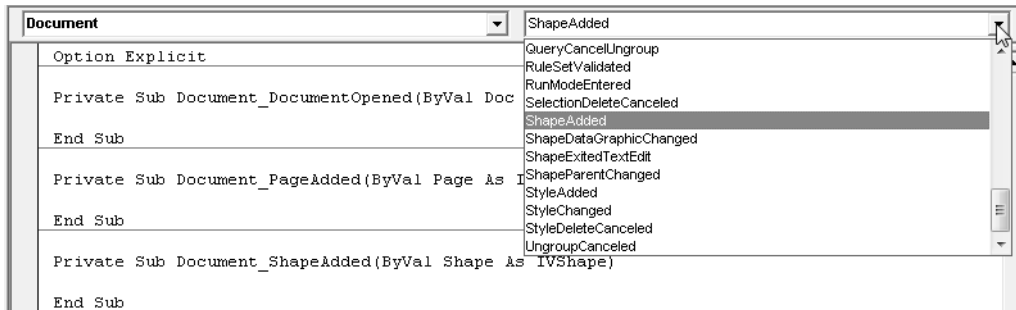 Document
ShapeAdded
Option Explicit
Private Sub Document_DocumentOpened(ByVal Doc
End Sub
Private Sub Document_PageAdded(ByVal Page As
End Sub
Private Sub Document_ShapeAdded(ByVal Shape As IVShape)
End Sub
QueryCancelUngroup
RuleSetValidated
RunModeEntered
SelectionDeleteCanceled
ShapeAdded
ShapeDataGraphicChanged
ShapeExitedTextEdit
ShapeParentChanged
StyleAdded
StyleChanged
StyleDeleteCanceled
UngroupCanceled